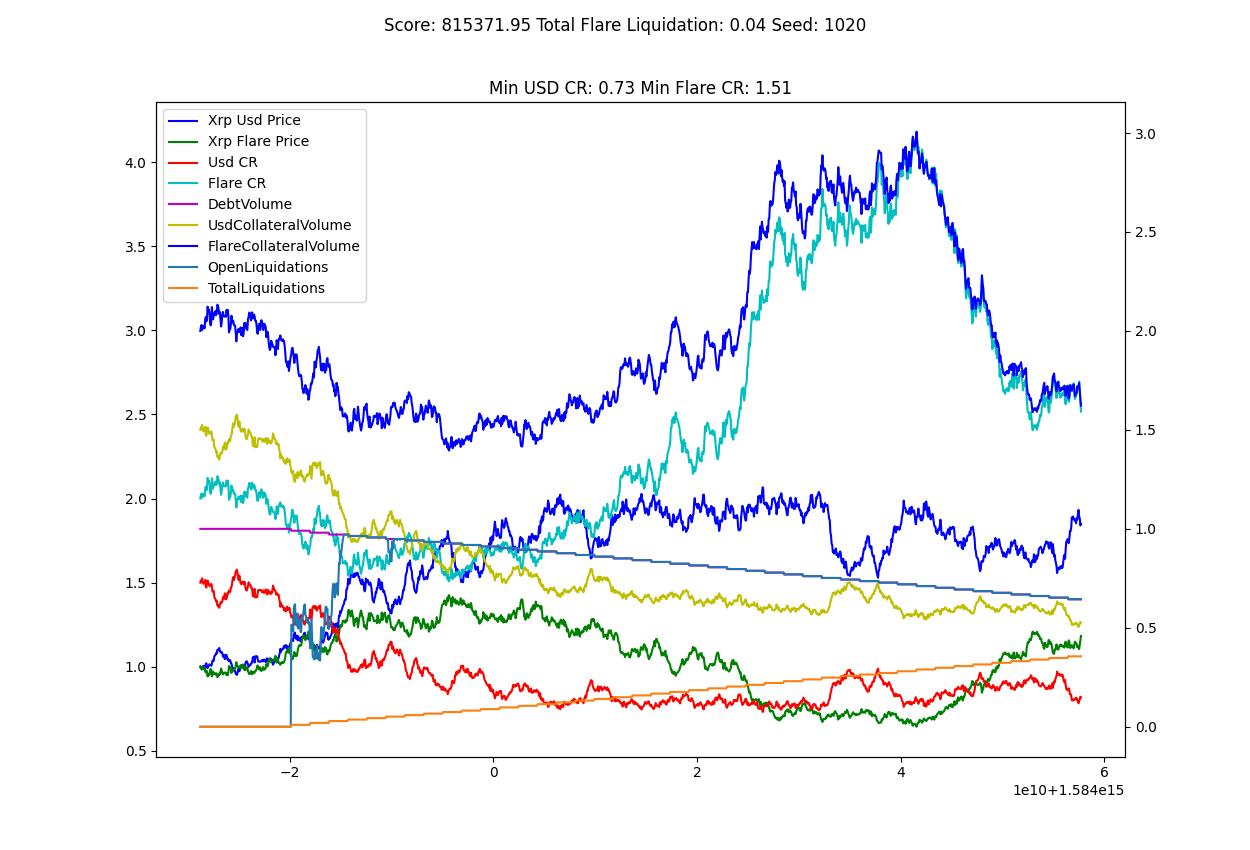 Score: 815371.95 Total Flare Liquidation: 0.04 Seed: 1020
Min USD CR: 0.73 Min Flare CR: 1.51
Xrp Usd Price
Xrp Flare Price
Usd CR
Flare CR
DebtVolume
UsdCollateralVolume
FlareCollateralVolume
OpenLiquidations
TotalLiquidations
4.0
3.5
3.0
2.5
2.0
1.5
1.0
0.5
3.0
2.5
2.0
1.5
1.0
0.5
0.0
−2
0
2
4
6
1e10+1.584e15